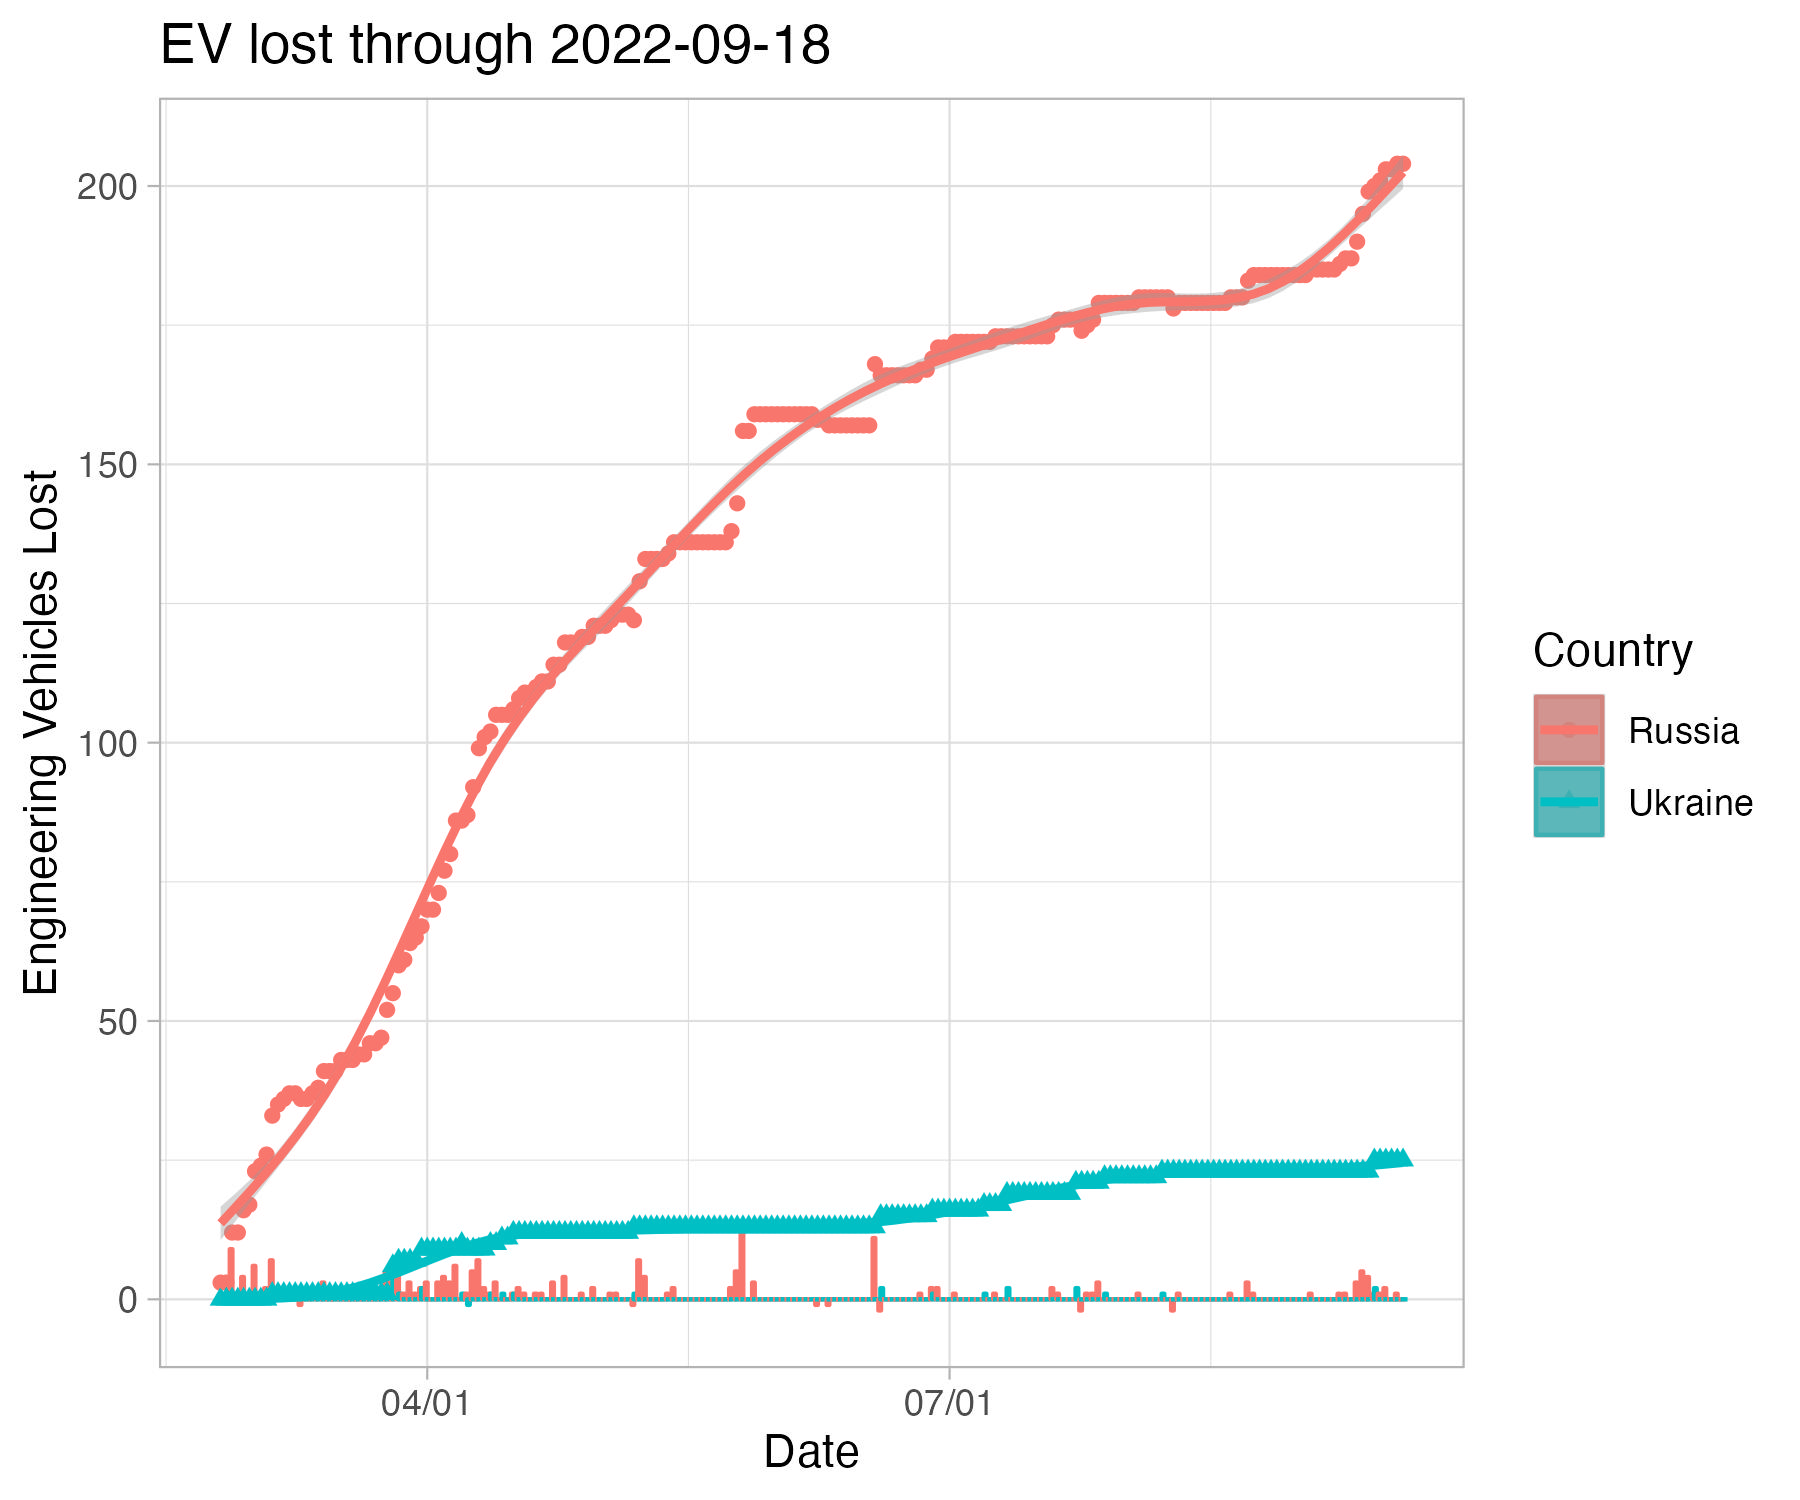 EV lost through 2022-09-18
Engineering Vehicles Lost
200
150
100
50
0
04/01
07/01
Date
Country
Russia
Ukraine